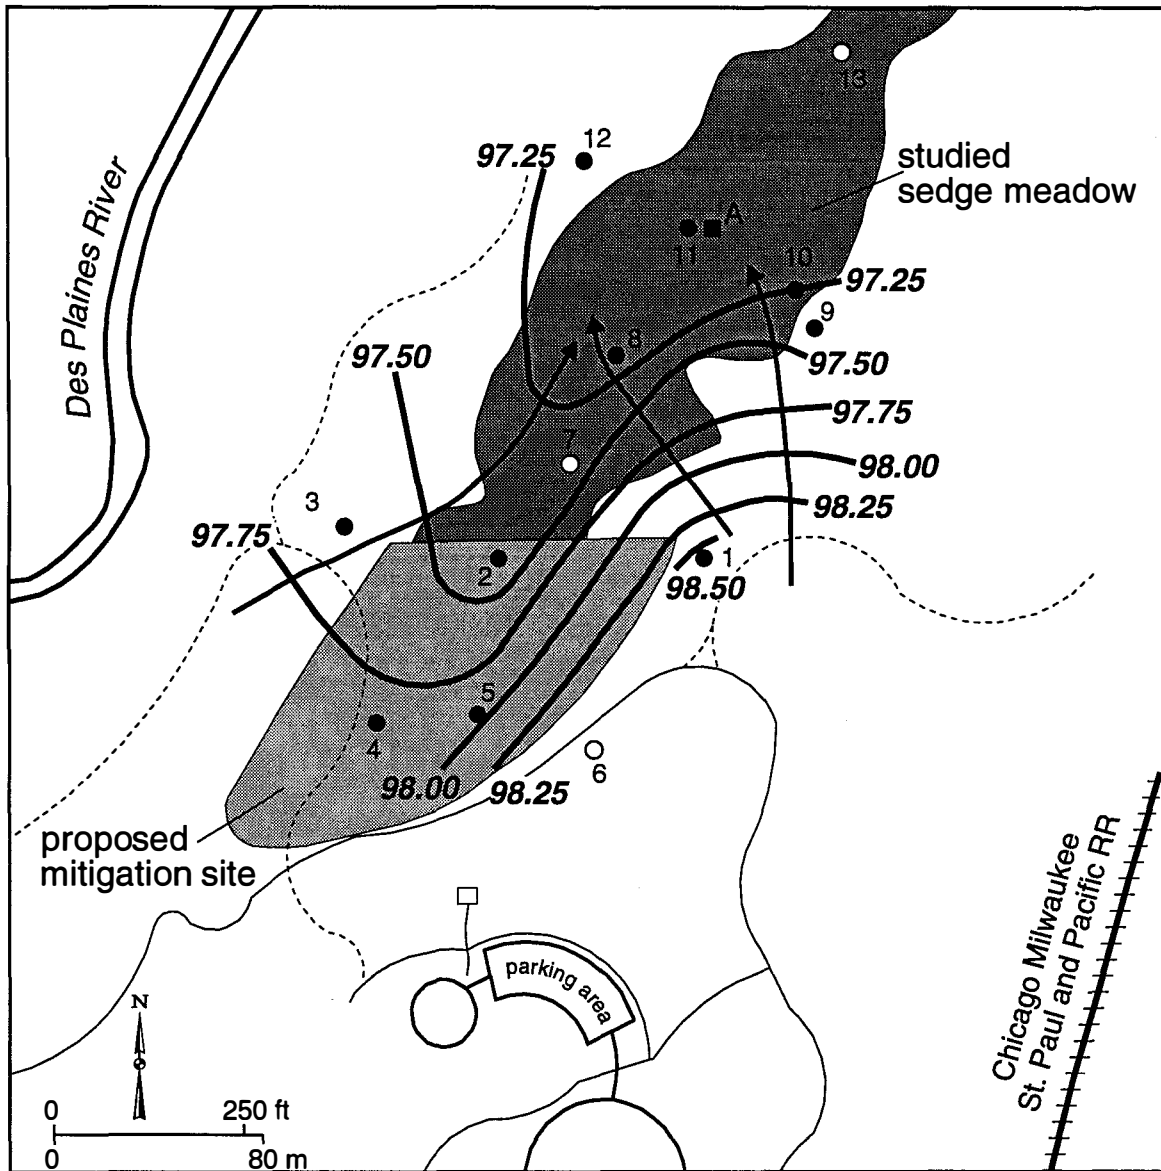 13
12
97.25
studied
sedge meadow
A
11
10
97.25
9
Des Plaines River
8
97.50
97.50
97.75
7
98.00
3
98.25
97.75
2
1
98.50
5
4
6
98.00
98.25
proposed
mitigation site
parking area
Chicago Milwaukee
St. Paul and Pacific RR
N
0
250 ft
0
80 m